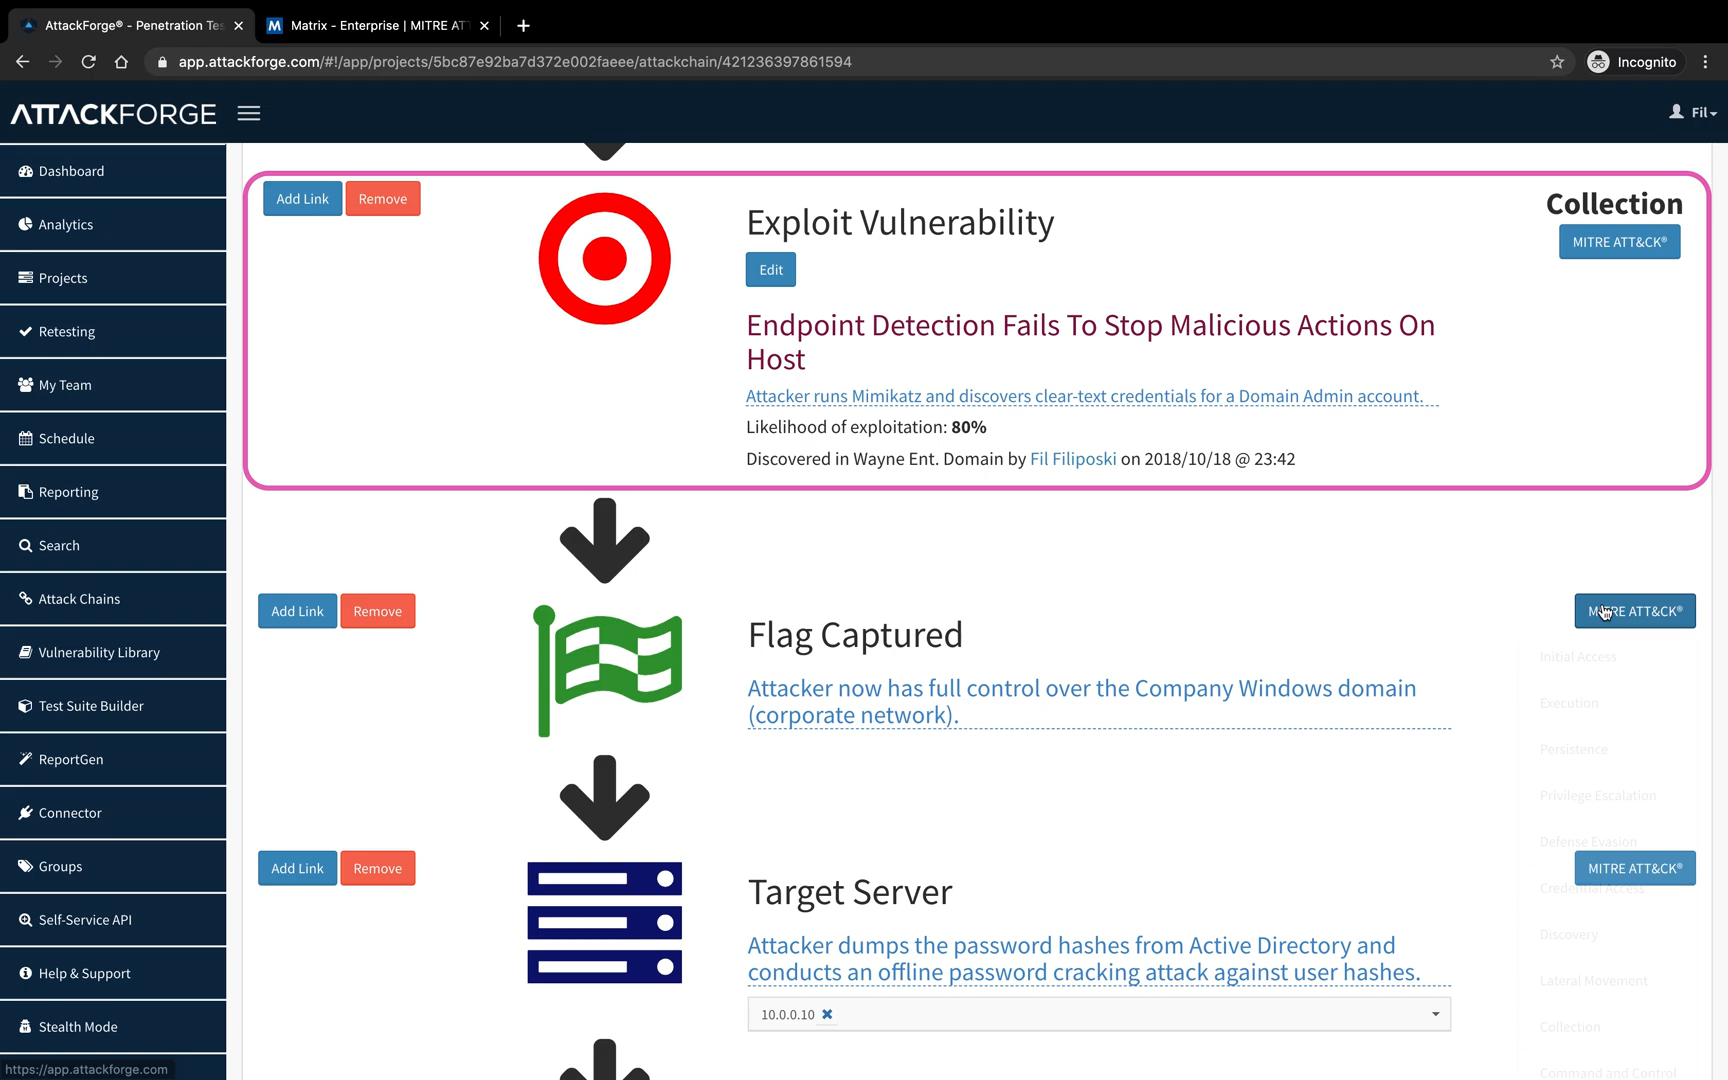 AttackForge® - Penetration Tes
Matrix - Enterprise | MITRE AT
app.attackforge.com/#!/app/projects/5bc87e92ba7d372e002faeee/attackchain/421236397861594
Incognito
ATTACKFORGE
Fil
Dashboard
Analytics
Projects
Retesting
My Team
Schedule
Reporting
Search
Attack Chains
Vulnerability Library
Test Suite Builder
ReportGen
Connector
Groups
Self-Service API
Help & Support
Stealth Mode
https://app.attackforge.com
Add Link
Remove
Exploit Vulnerability
Edit
Endpoint Detection Fails To Stop Malicious Actions On
Host
Attacker runs Mimikatz and discovers clear-text credentials for a Domain Admin account.
Likelihood of exploitation: 80%
Discovered in Wayne Ent. Domain by Fil Filiposki on 2018/10/18 @ 23:42
Collection
MITRE ATT&CK®
Add Link
Remove
Flag Captured
Attacker now has full control over the Company Windows domain
(corporate network).
MITRE ATT&CK®
Initial Access
Execution
Persistence
Privilege Escalation
Defense Evasion
Credential Access
Discovery
Lateral Movement
Collection
Command and Control
Add Link
Remove
Target Server
Attacker dumps the password hashes from Active Directory and
conducts an offline password cracking attack against user hashes.
10.0.0.10
MITRE ATT&CK®